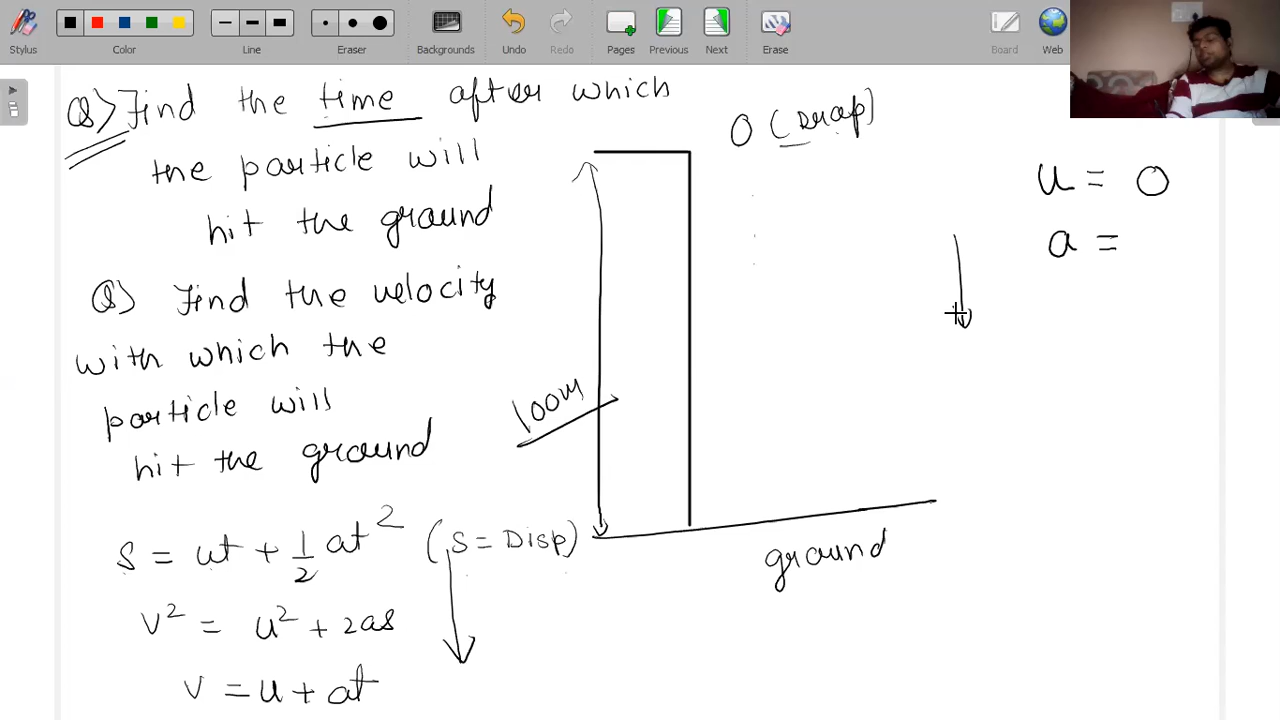 Stylus
Color
Line
Eraser
Backgrounds
Undo
Redo
Pages
Previous
Next
Erase
Board
Web
Q> Find the time after which
the particle will
hit the ground
Q> Find the velocity
with which the
particle will
hit the ground
S = ut + 1/2 at² (S = Disp)
V² = u² + 2as
V = u + at
100m
O (Drop)
ground
u = 0
a =
+